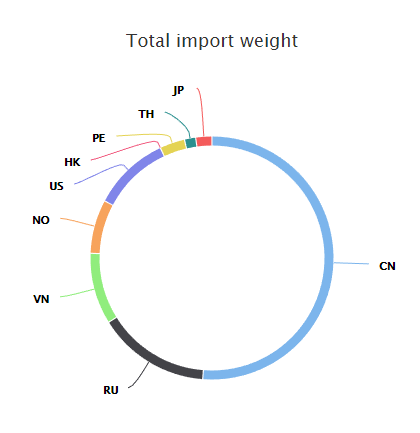 Total import weight
JP
TH
PE
HK
US
NO
CN
VN
RU